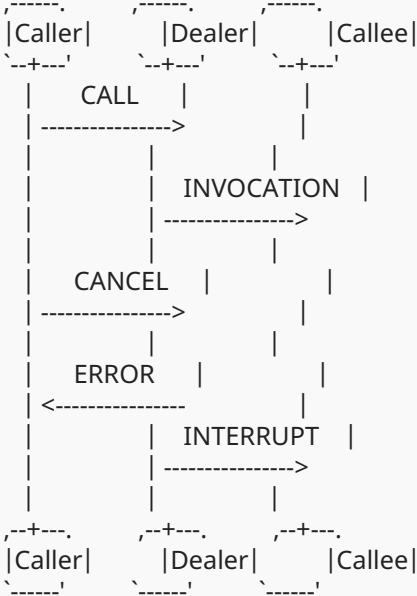 ,------.          ,------.          ,------.
|Caller|          |Dealer|          |Callee|
`--+---'          `--+---'          `--+---'
   |       CALL      |                 |
   | ---------------->                 |
   |                 |                 |
   |                 |    INVOCATION   |
   |                 | ---------------->
   |                 |                 |
   |      CANCEL     |                 |
   | ---------------->                 |
   |                 |                 |
   |      ERROR      |                 |
   | <----------------                 |
   |                 |    INTERRUPT    |
   |                 | ---------------->
   |                 |                 |
,--+---.          ,--+---.          ,--+---.
|Caller|          |Dealer|          |Callee|
`------'          `------'          `------'